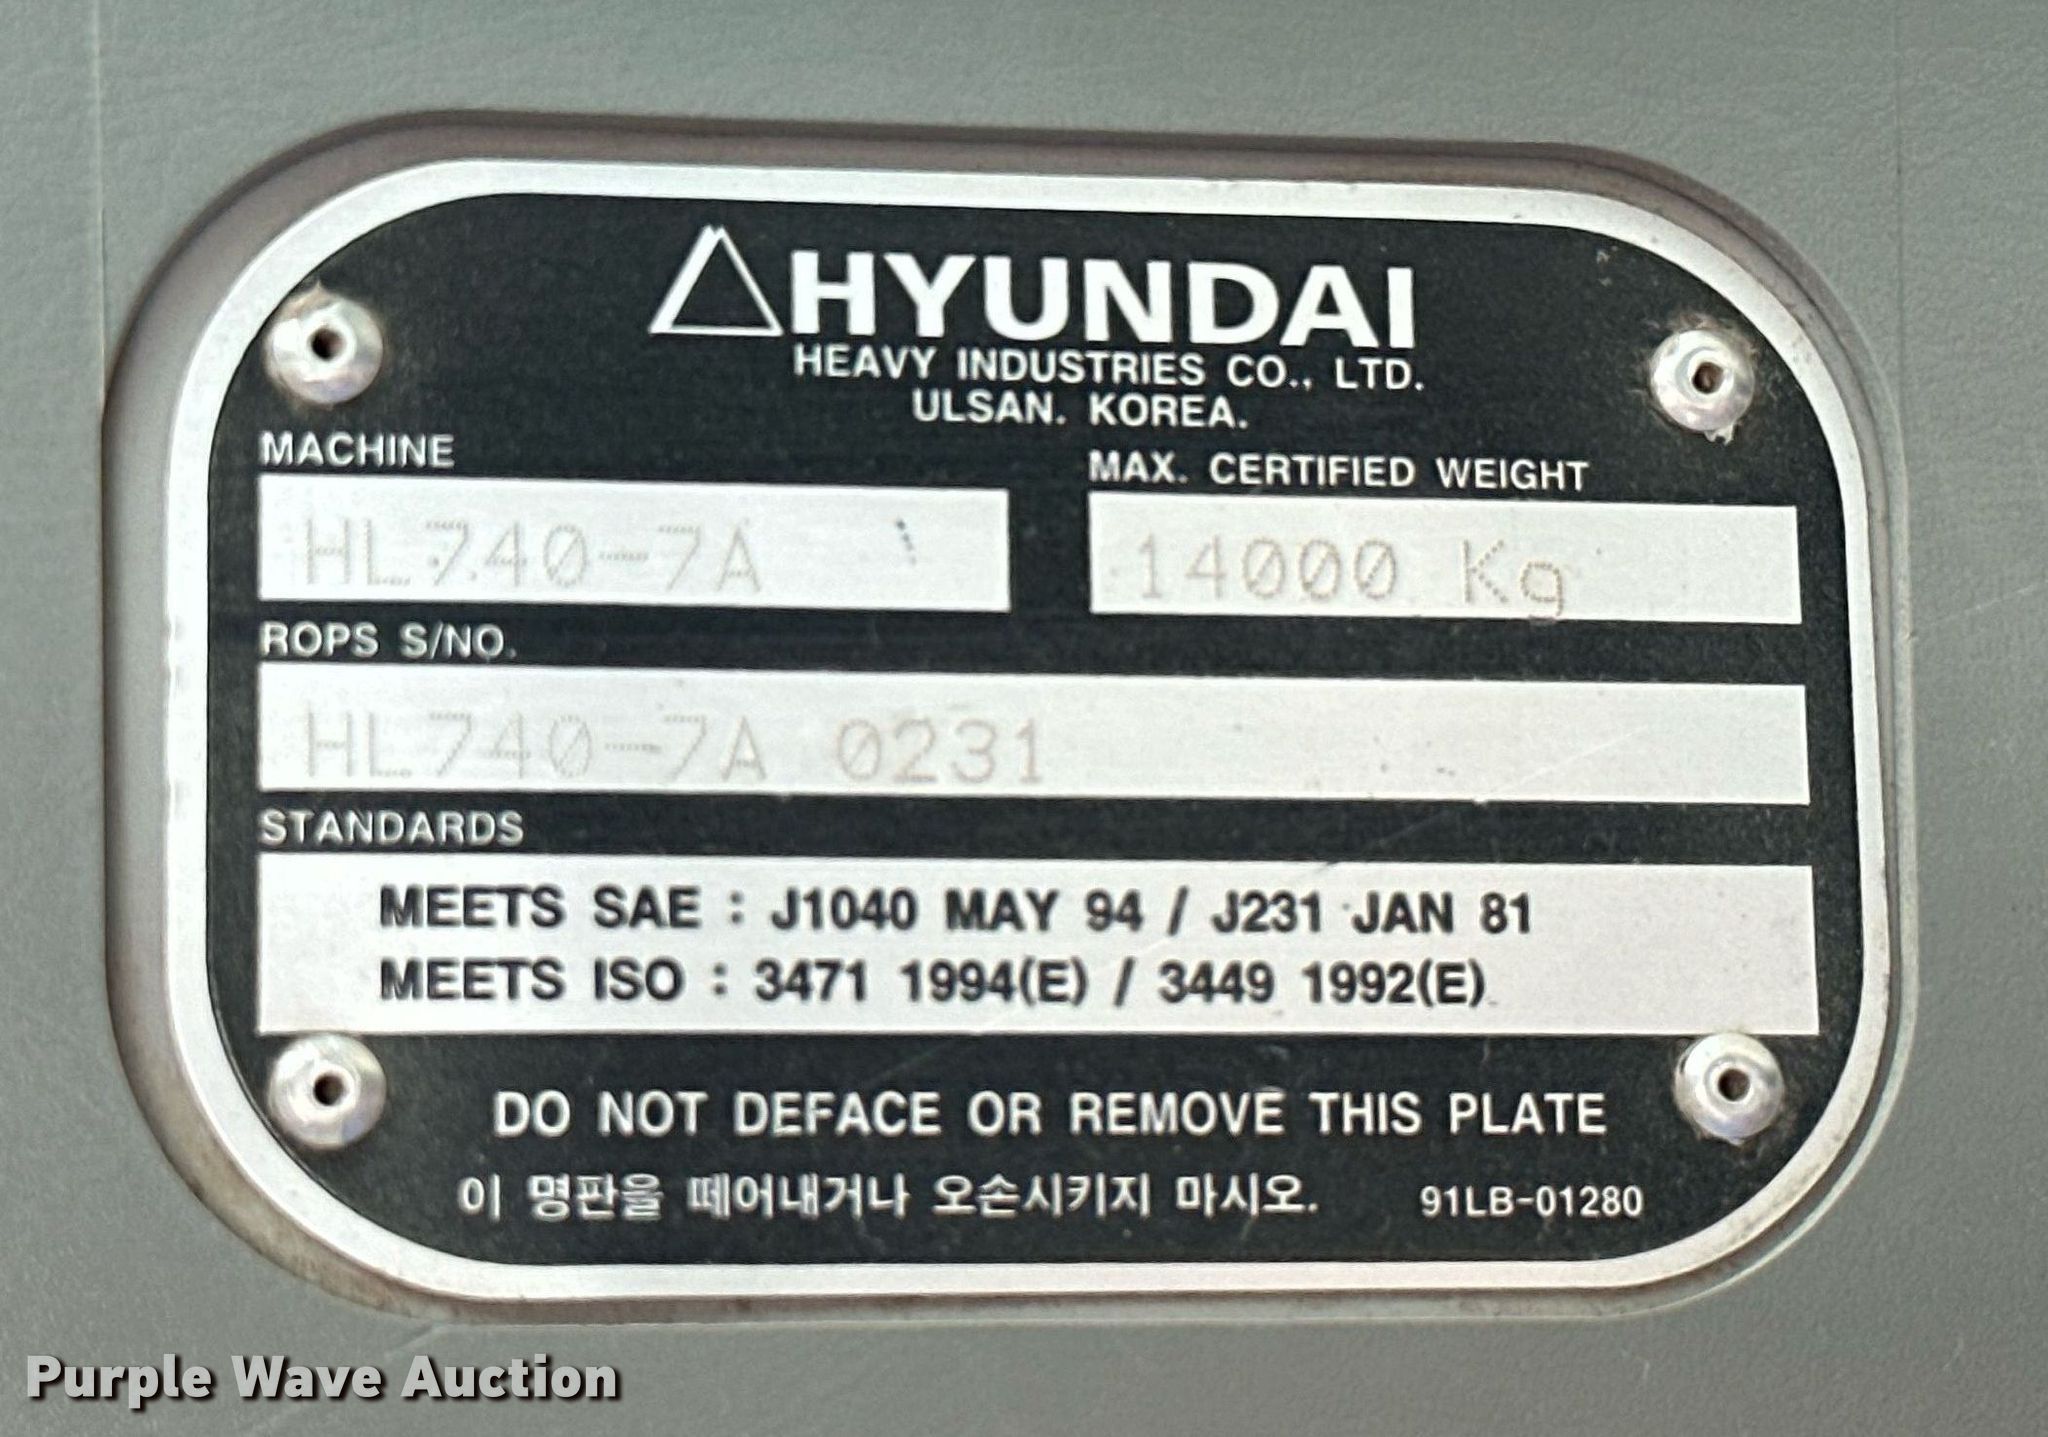 HYUNDAI
HEAVY INDUSTRIES CO., LTD.
ULSAN. KOREA.
MACHINE
MAX. CERTIFIED WEIGHT
HL740-7A
14000 Kg
ROPS S/NO.
HL740-7A 0231
STANDARDS
MEETS SAE : J1040 MAY 94 / J231 JAN 81
MEETS ISO : 3471 1994(E) / 3449 1992(E)
DO NOT DEFACE OR REMOVE THIS PLATE
이 명판을 떼어내거나 오손시키지 마시오.
91LB-01280
Purple Wave Auction